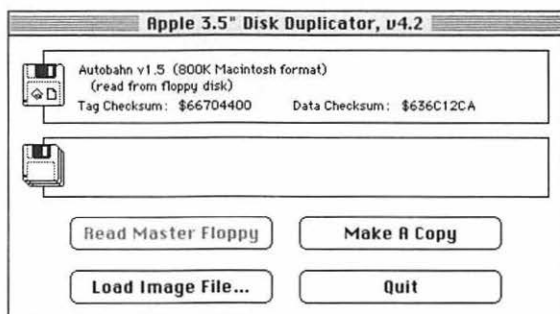 Apple 3.5" Disk Duplicator, v4.2
Autobahn v1.5 (800K Macintosh format)
(read from floppy disk)
Tag Checksum: $66704400 Data Checksum: $636C12CA
Read Master Floppy
Make A Copy
Load Image File...
Quit